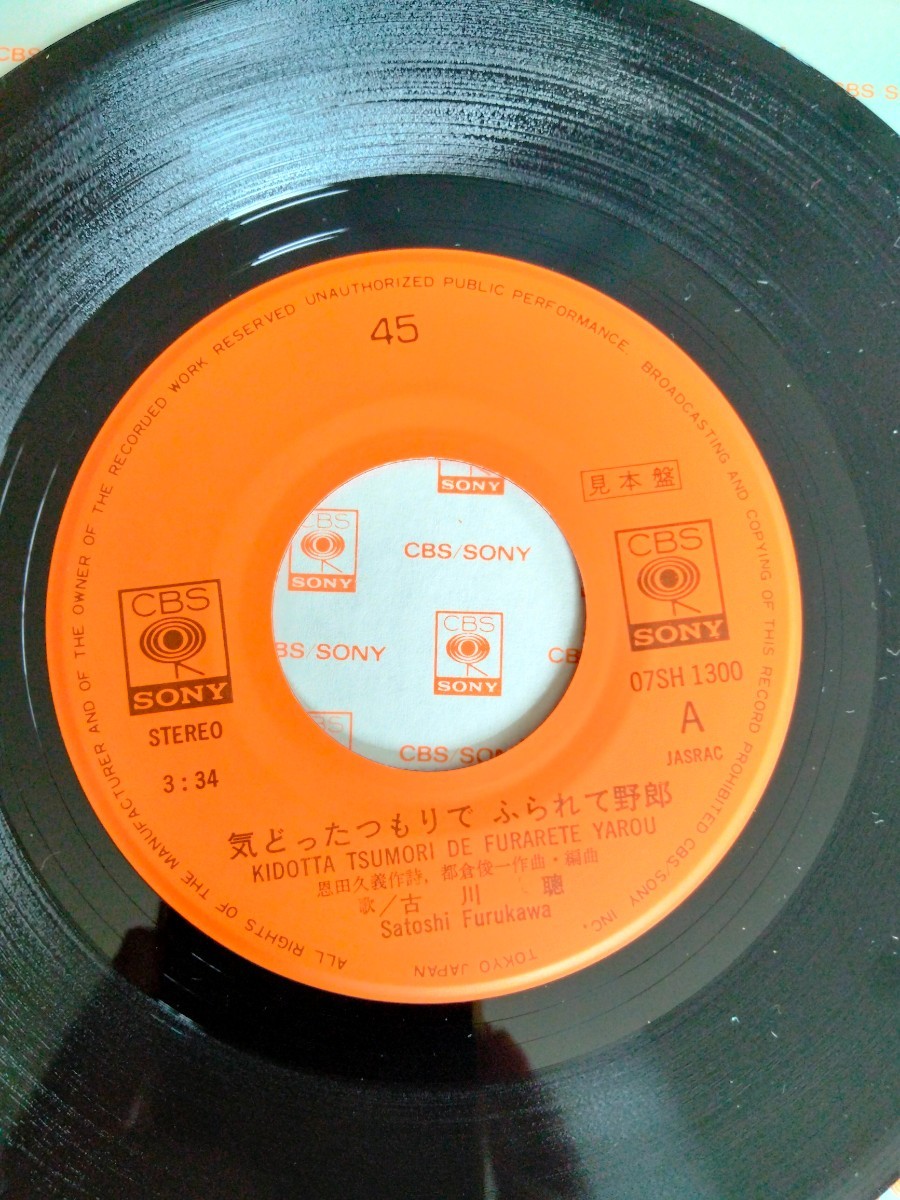 CBS
CBS SO
45
ALL RIGHTS OF THE MANUFACTURER AND OF THE OWNER OF THE RECORDED WORK RESERVED UNAUTHORIZED PUBLIC PERFORMANCE. BROADCASTING AND COPYING OF THIS RECORD PROHIBITED CBS/SONY INC.
TOKYO JAPAN
見本盤
SONY
CBS
SONY
CBS/SONY
BS/SONY
CBS
SONY
CB
CBS/SONY
CBS
SONY
STEREO
3:34
CBS
SONY
07SH 1300
A
JASRAC
気どったつもりで ふられて野郎
KIDOTTA TSUMORI DE FURARETE YAROU
恩田久義作詩, 都倉俊一作曲・編曲
歌/古川 聰
Satoshi Furukawa